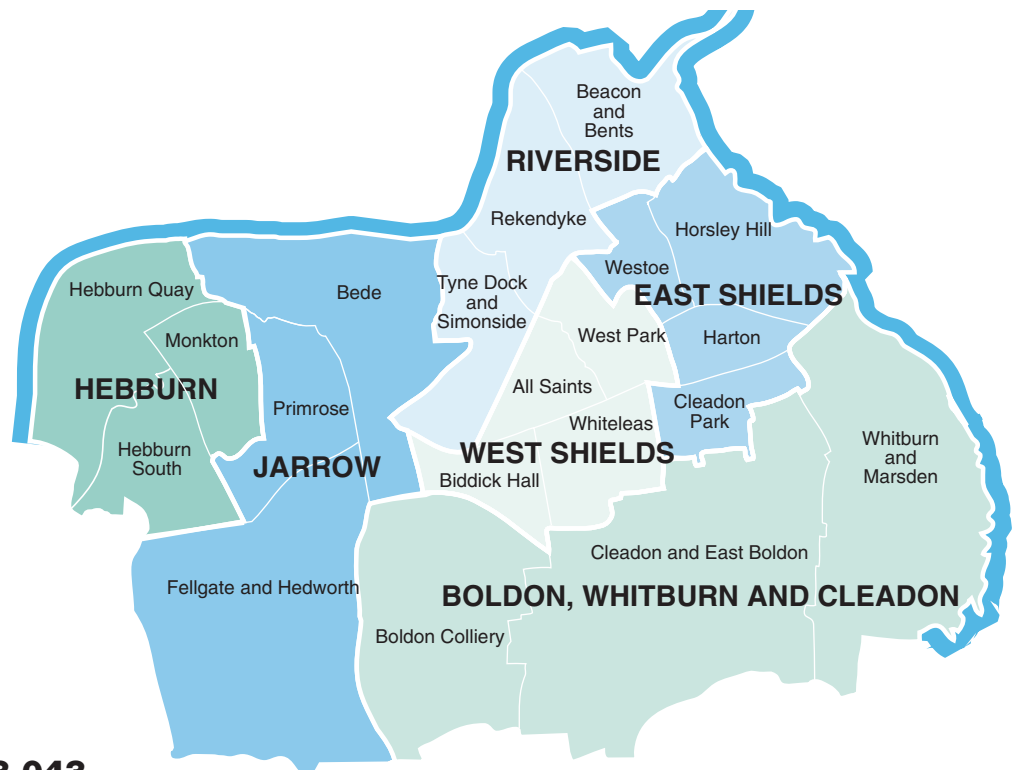 Beacon
and
Bents
RIVERSIDE
Rekendyke
Horsley Hill
Westoe
EAST SHIELDS
Harton
Cleadon
Park
Hebburn Quay
Monkton
HEBBURN
Hebburn
South
Bede
Primrose
JARROW
Fellgate and Hedworth
Tyne Dock
and
Simonside
West Park
All Saints
Whiteleas
WEST SHIELDS
Biddick Hall
Whitburn
and
Marsden
Cleadon and East Boldon
BOLDON, WHITBURN AND CLEADON
Boldon Colliery